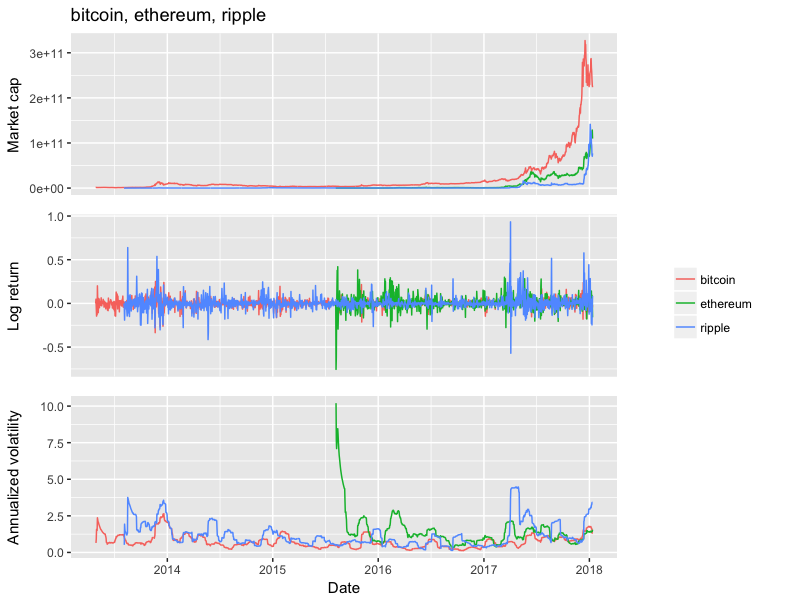 bitcoin, ethereum, ripple
Market cap
3e+11
2e+11
1e+11
0e+00
Log return
1.0
0.5
0.0
-0.5
Annualized volatility
10.0
7.5
5.0
2.5
0.0
2014
2015
2016
2017
2018
Date
bitcoin
ethereum
ripple